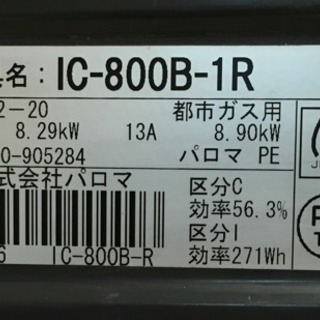 名：IC-800B-1R
2-20 都市ガス用
8.29kW 13A 8.90kW
0-905284 パロマ PE
式会社パロマ 区分C
効率56.3%
区分I
6 IC-800B-R 効率271Wh